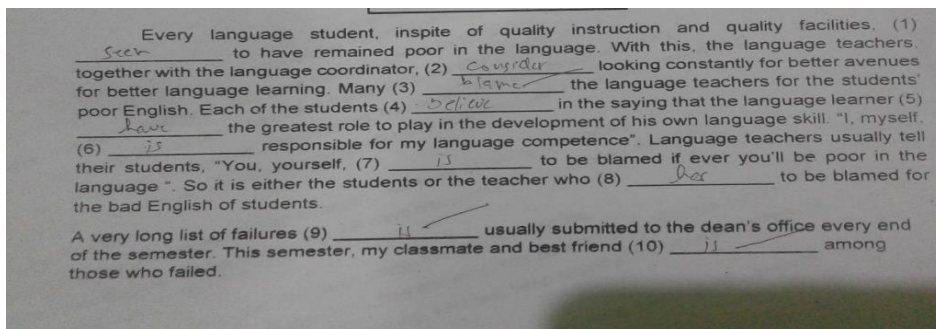 Every language student, inspite of quality instruction and quality facilities, (1)
seen to have remained poor in the language. With this, the language teachers,
together with the language coordinator, (2) consider looking constantly for better avenues
for better language learning. Many (3) blame the language teachers for the students'
poor English. Each of the students (4) believe in the saying that the language learner (5)
have the greatest role to play in the development of his own language skill. "I, myself,
(6) is responsible for my language competence". Language teachers usually tell
their students, "You, yourself, (7) is to be blamed if ever you'll be poor in the
language ". So it is either the students or the teacher who (8) to be blamed for
the bad English of students.
A very long list of failures (9) is usually submitted to the dean's office every end
of the semester. This semester, my classmate and best friend (10) is among
those who failed.